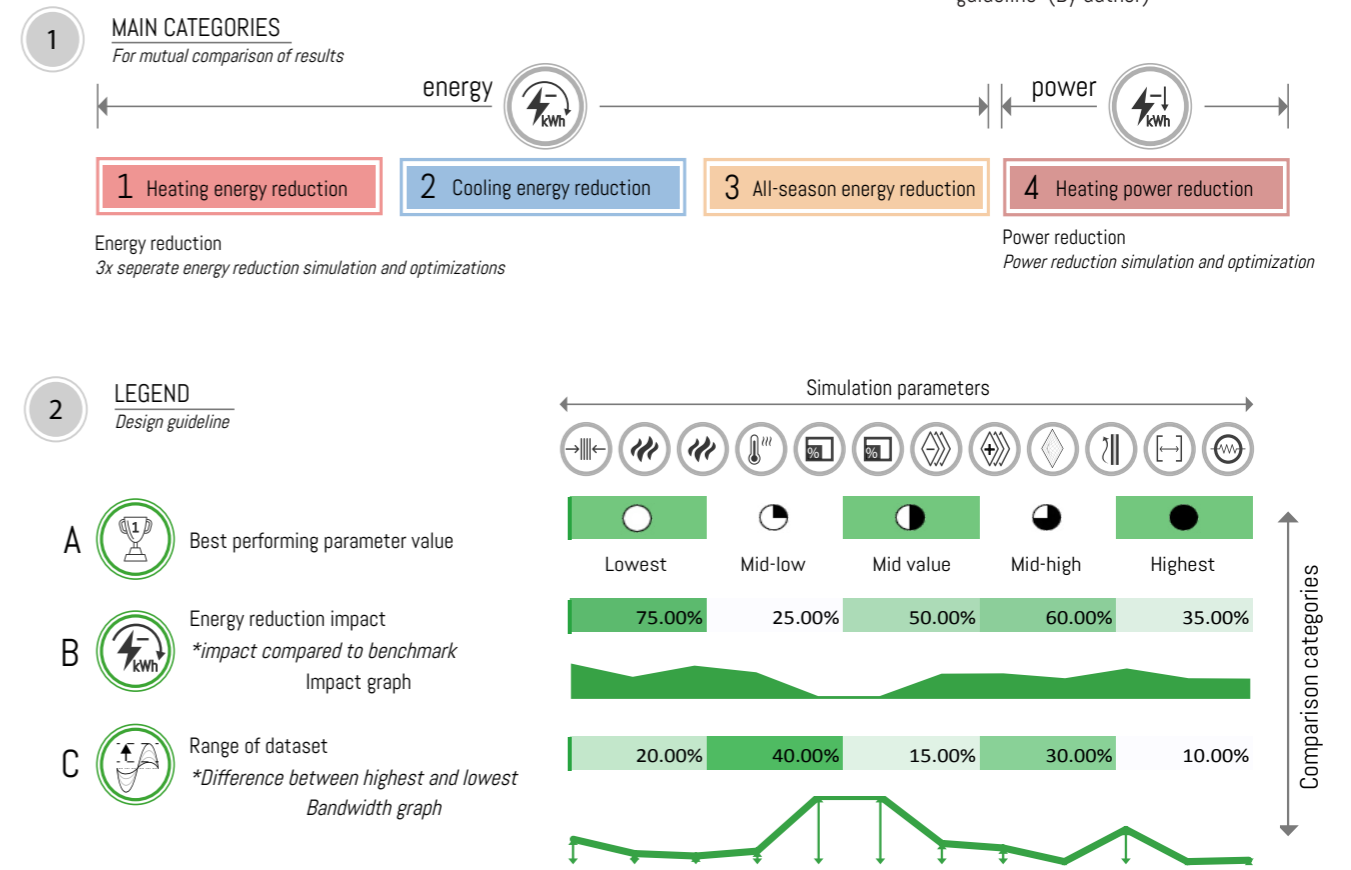 guideline (By author)
1
MAIN CATEGORIES
For mutual comparison of results
energy
kWh
power
kWh
1 Heating energy reduction
2 Cooling energy reduction
3 All-season energy reduction
4 Heating power reduction
Energy reduction
3x seperate energy reduction simulation and optimizations
Power reduction
Power reduction simulation and optimization
2
LEGEND
Design guideline
Simulation parameters
%
%
A
1
Best performing parameter value
Lowest
Mid-low
Mid value
Mid-high
Highest
B
kWh
Energy reduction impact
*impact compared to benchmark
Impact graph
75.00%
25.00%
50.00%
60.00%
35.00%
C
Range of dataset
*Difference between highest and lowest
Bandwidth graph
20.00%
40.00%
15.00%
30.00%
10.00%
Comparison categories